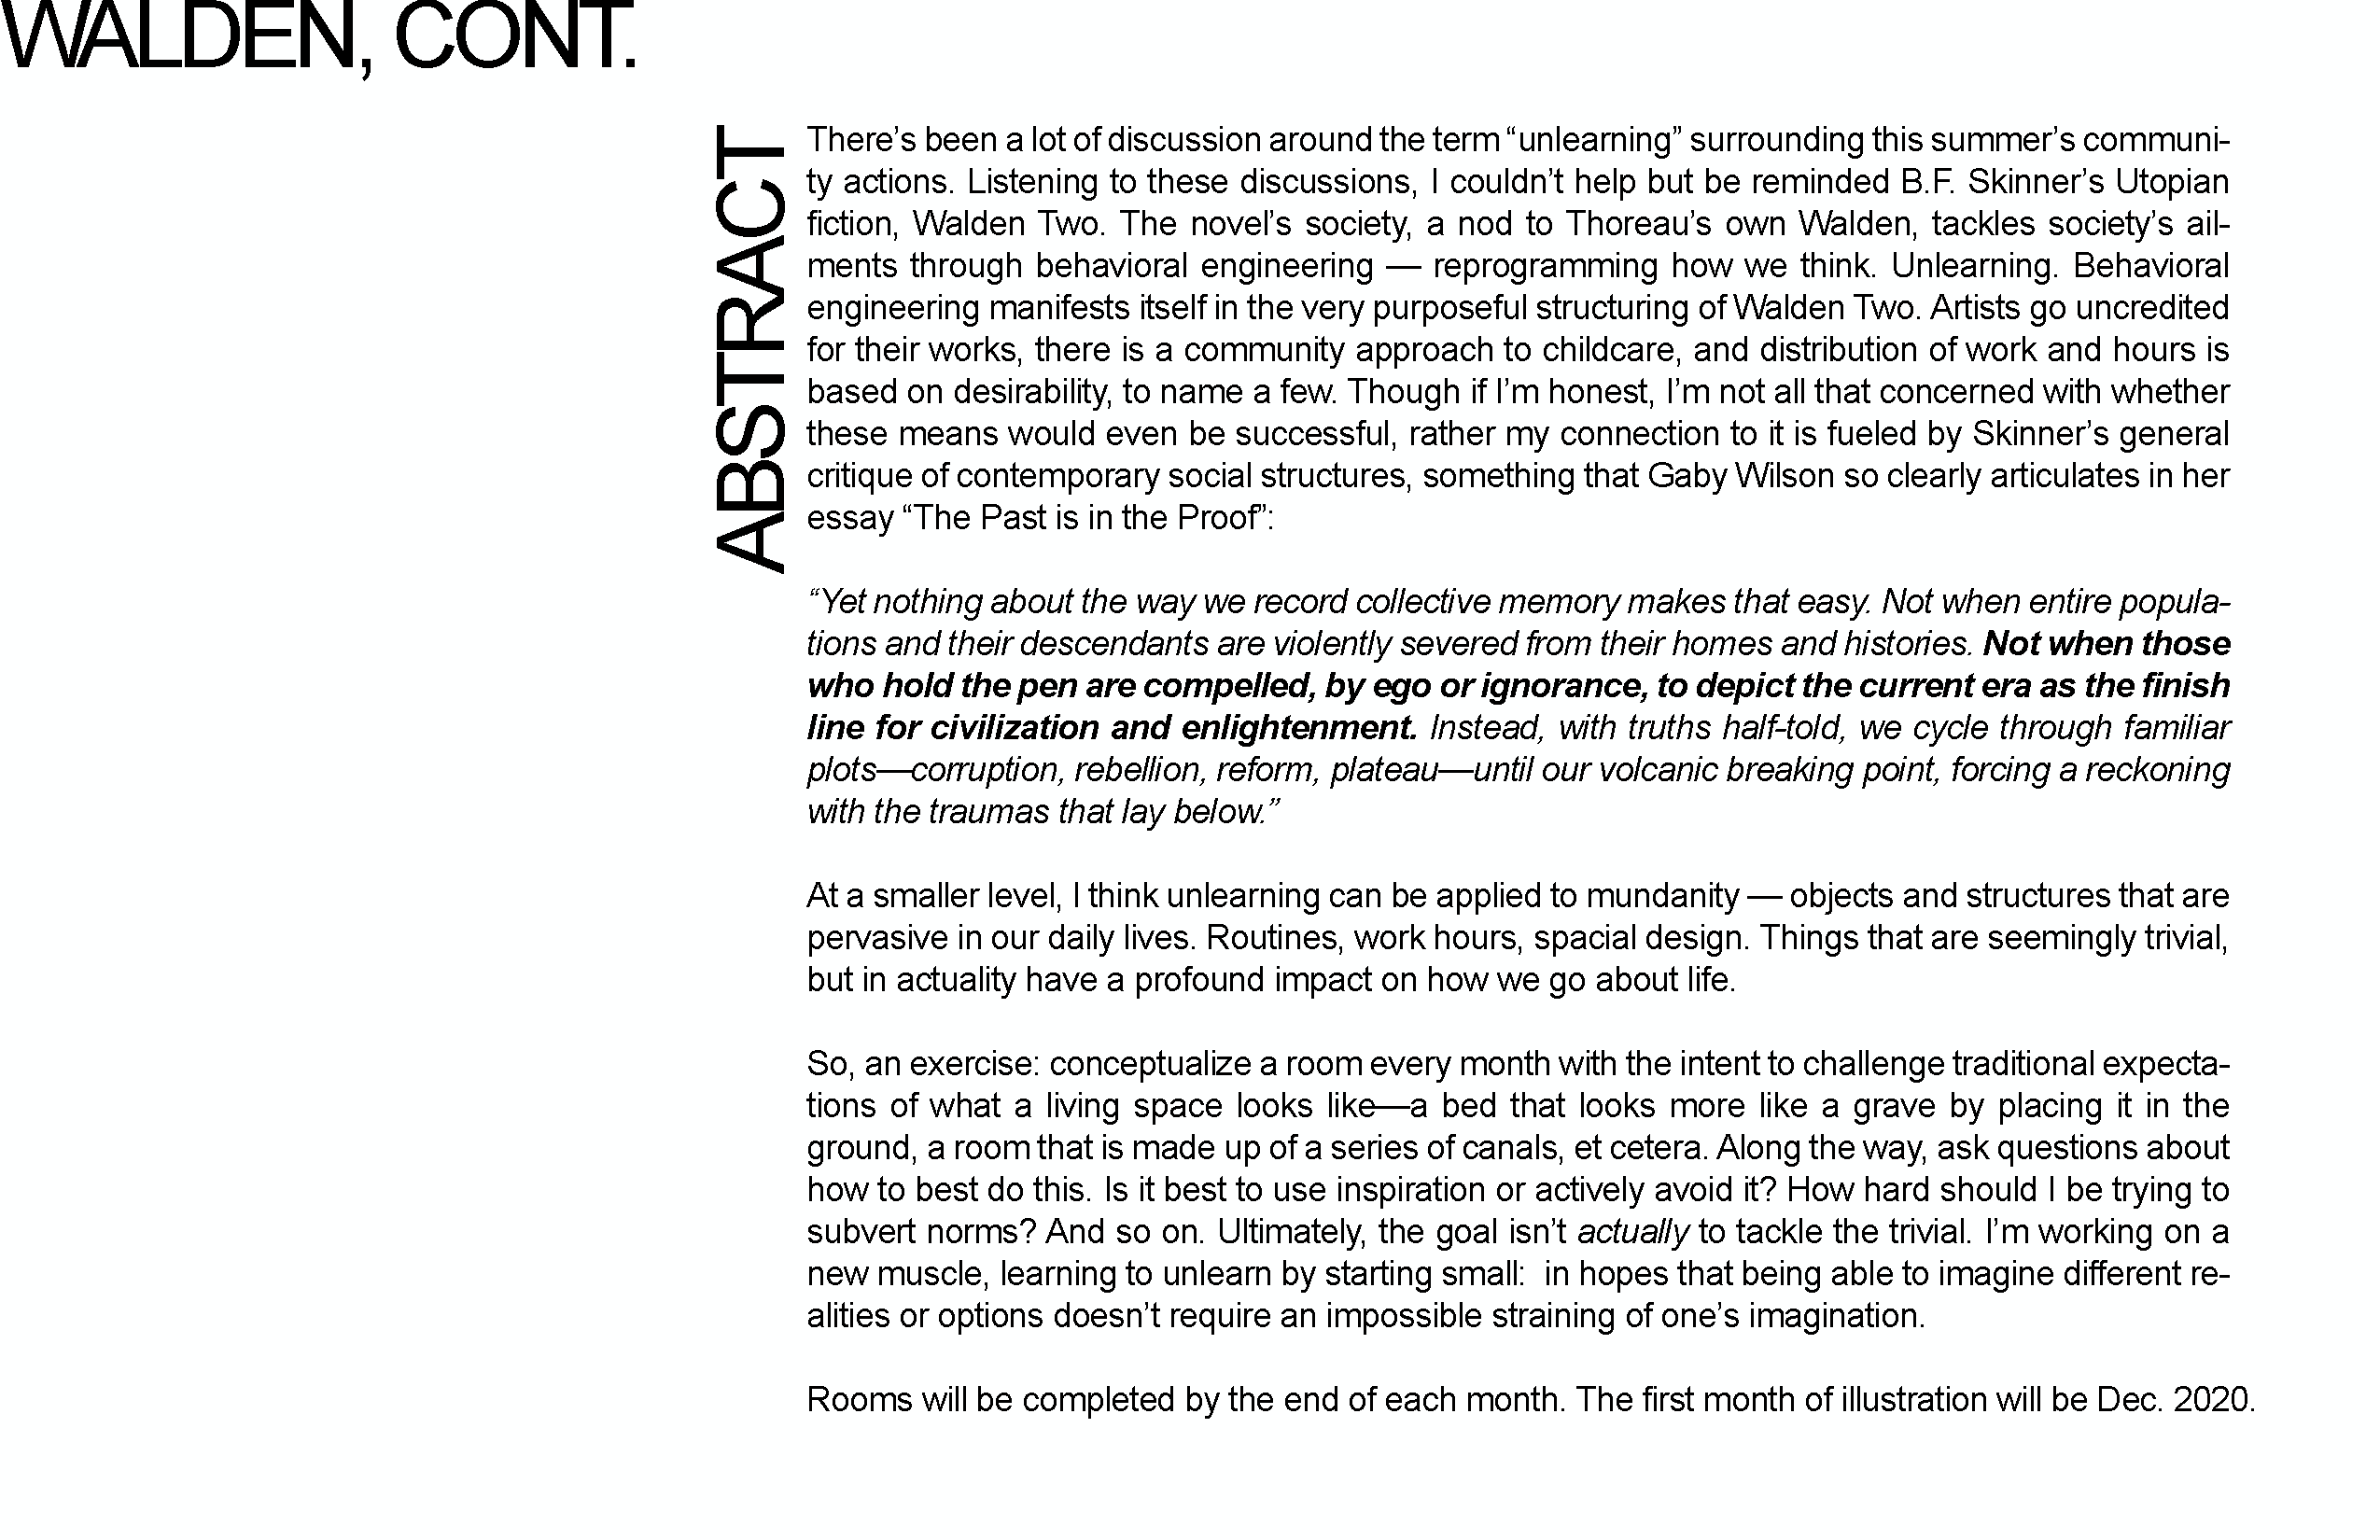 WALDEN, CONT.
ABSTRACT
There’s been a lot of discussion around the term “unlearning” surrounding this summer’s communi-
ty actions. Listening to these discussions, I couldn’t help but be reminded B.F. Skinner’s Utopian
fiction, Walden Two. The novel’s society, a nod to Thoreau’s own Walden, tackles society’s ail-
ments through behavioral engineering — reprogramming how we think. Unlearning. Behavioral
engineering manifests itself in the very purposeful structuring of Walden Two. Artists go uncredited
for their works, there is a community approach to childcare, and distribution of work and hours is
based on desirability, to name a few. Though if I’m honest, I’m not all that concerned with whether
these means would even be successful, rather my connection to it is fueled by Skinner’s general
critique of contemporary social structures, something that Gaby Wilson so clearly articulates in her
essay “The Past is in the Proof”:
“Yet nothing about the way we record collective memory makes that easy. Not when entire popula-
tions and their descendants are violently severed from their homes and histories. Not when those
who hold the pen are compelled, by ego or ignorance, to depict the current era as the finish
line for civilization and enlightenment. Instead, with truths half-told, we cycle through familiar
plots—corruption, rebellion, reform, plateau—until our volcanic breaking point, forcing a reckoning
with the traumas that lay below.”
At a smaller level, I think unlearning can be applied to mundanity — objects and structures that are
pervasive in our daily lives. Routines, work hours, spacial design. Things that are seemingly trivial,
but in actuality have a profound impact on how we go about life.
So, an exercise: conceptualize a room every month with the intent to challenge traditional expecta-
tions of what a living space looks like—a bed that looks more like a grave by placing it in the
ground, a room that is made up of a series of canals, et cetera. Along the way, ask questions about
how to best do this. Is it best to use inspiration or actively avoid it? How hard should I be trying to
subvert norms? And so on. Ultimately, the goal isn’t actually to tackle the trivial. I’m working on a
new muscle, learning to unlearn by starting small:  in hopes that being able to imagine different re-
alities or options doesn’t require an impossible straining of one’s imagination.
Rooms will be completed by the end of each month. The first month of illustration will be Dec. 2020.